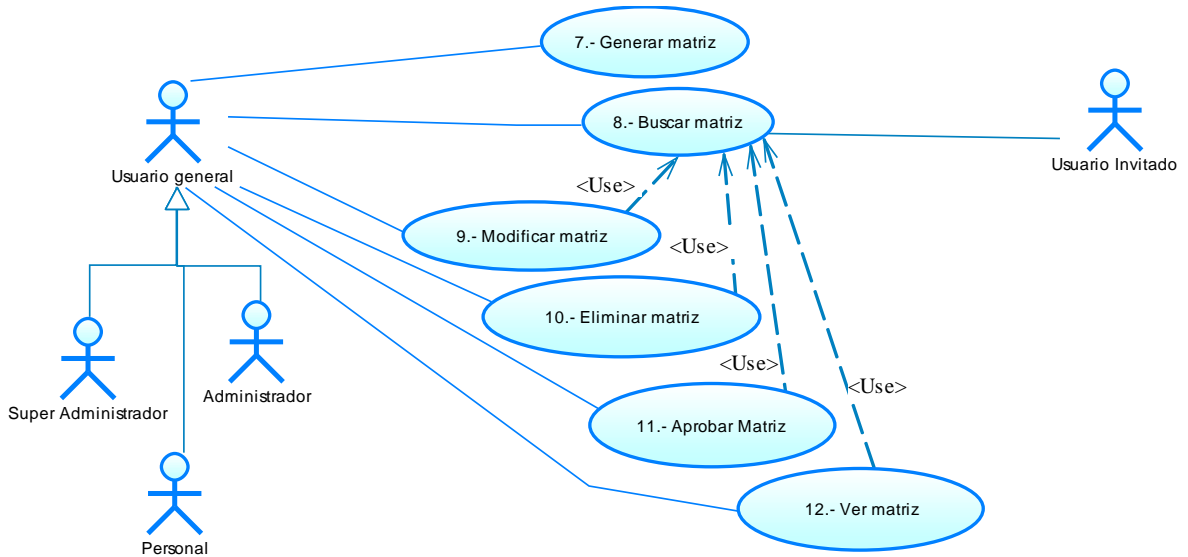 7.- Generar matriz
8.- Buscar matriz
Usuario general
Usuario Invitado
<Use>
9.- Modificar matriz
<Use>
10.- Eliminar matriz
<Use>
<Use>
Super Administrador
Administrador
11.- Aprobar Matriz
12.- Ver matriz
Personal